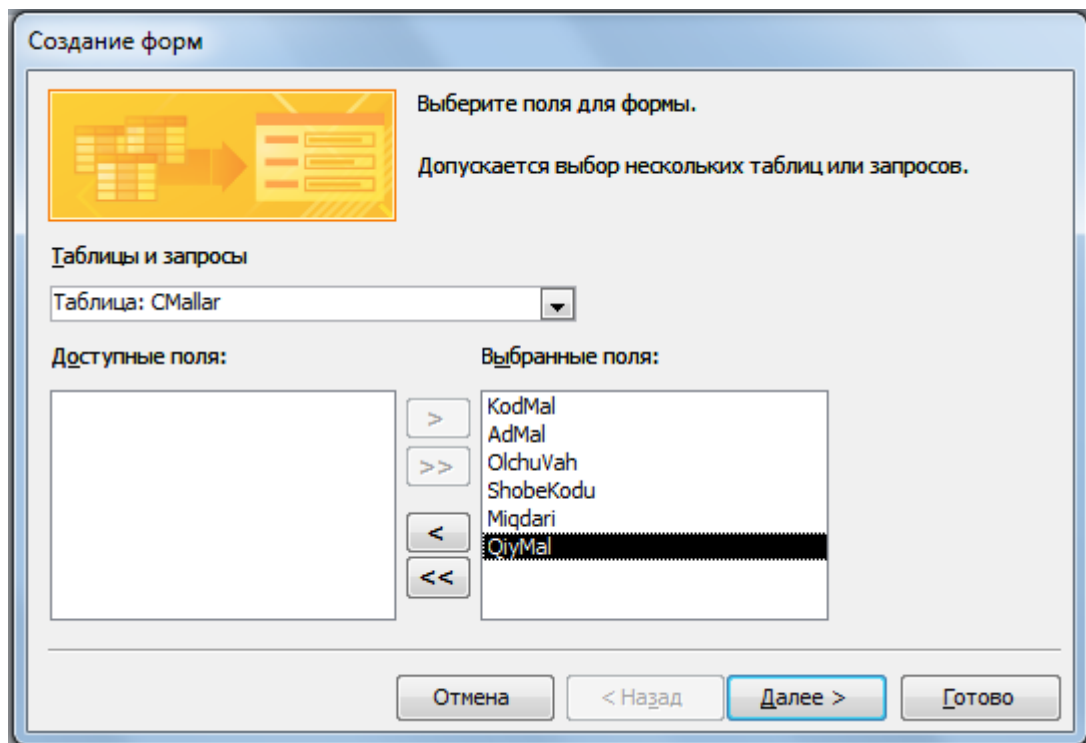 Создание форм
Выберите поля для формы.
Допускается выбор нескольких таблиц или запросов.
Таблицы и запросы
Таблица: CMallar
Доступные поля:
Выбранные поля:
KodMal
AdMal
OlchuVah
ShobeKodu
Miqdari
QiyMal
>
>>
<
<<
Отмена
< Назад
Далее >
Готово